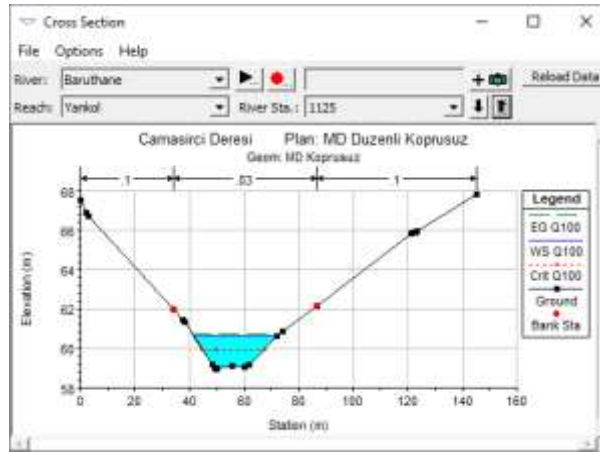 Cross Section
File Options Help
River: Baruthane
Reload Data
Reach: Yankol River Sta.: 1125
Camasirci Deresi Plan: MD Duzenli Koprusuz
Geom: MD Koprusuz
.1 .03 .1
68
66
64
62
60
58
Elevation (m)
0 20 40 60 80 100 120 140 160
Station (m)
Legend
EG Q100
WS Q100
Crit Q100
Ground
Bank Sta